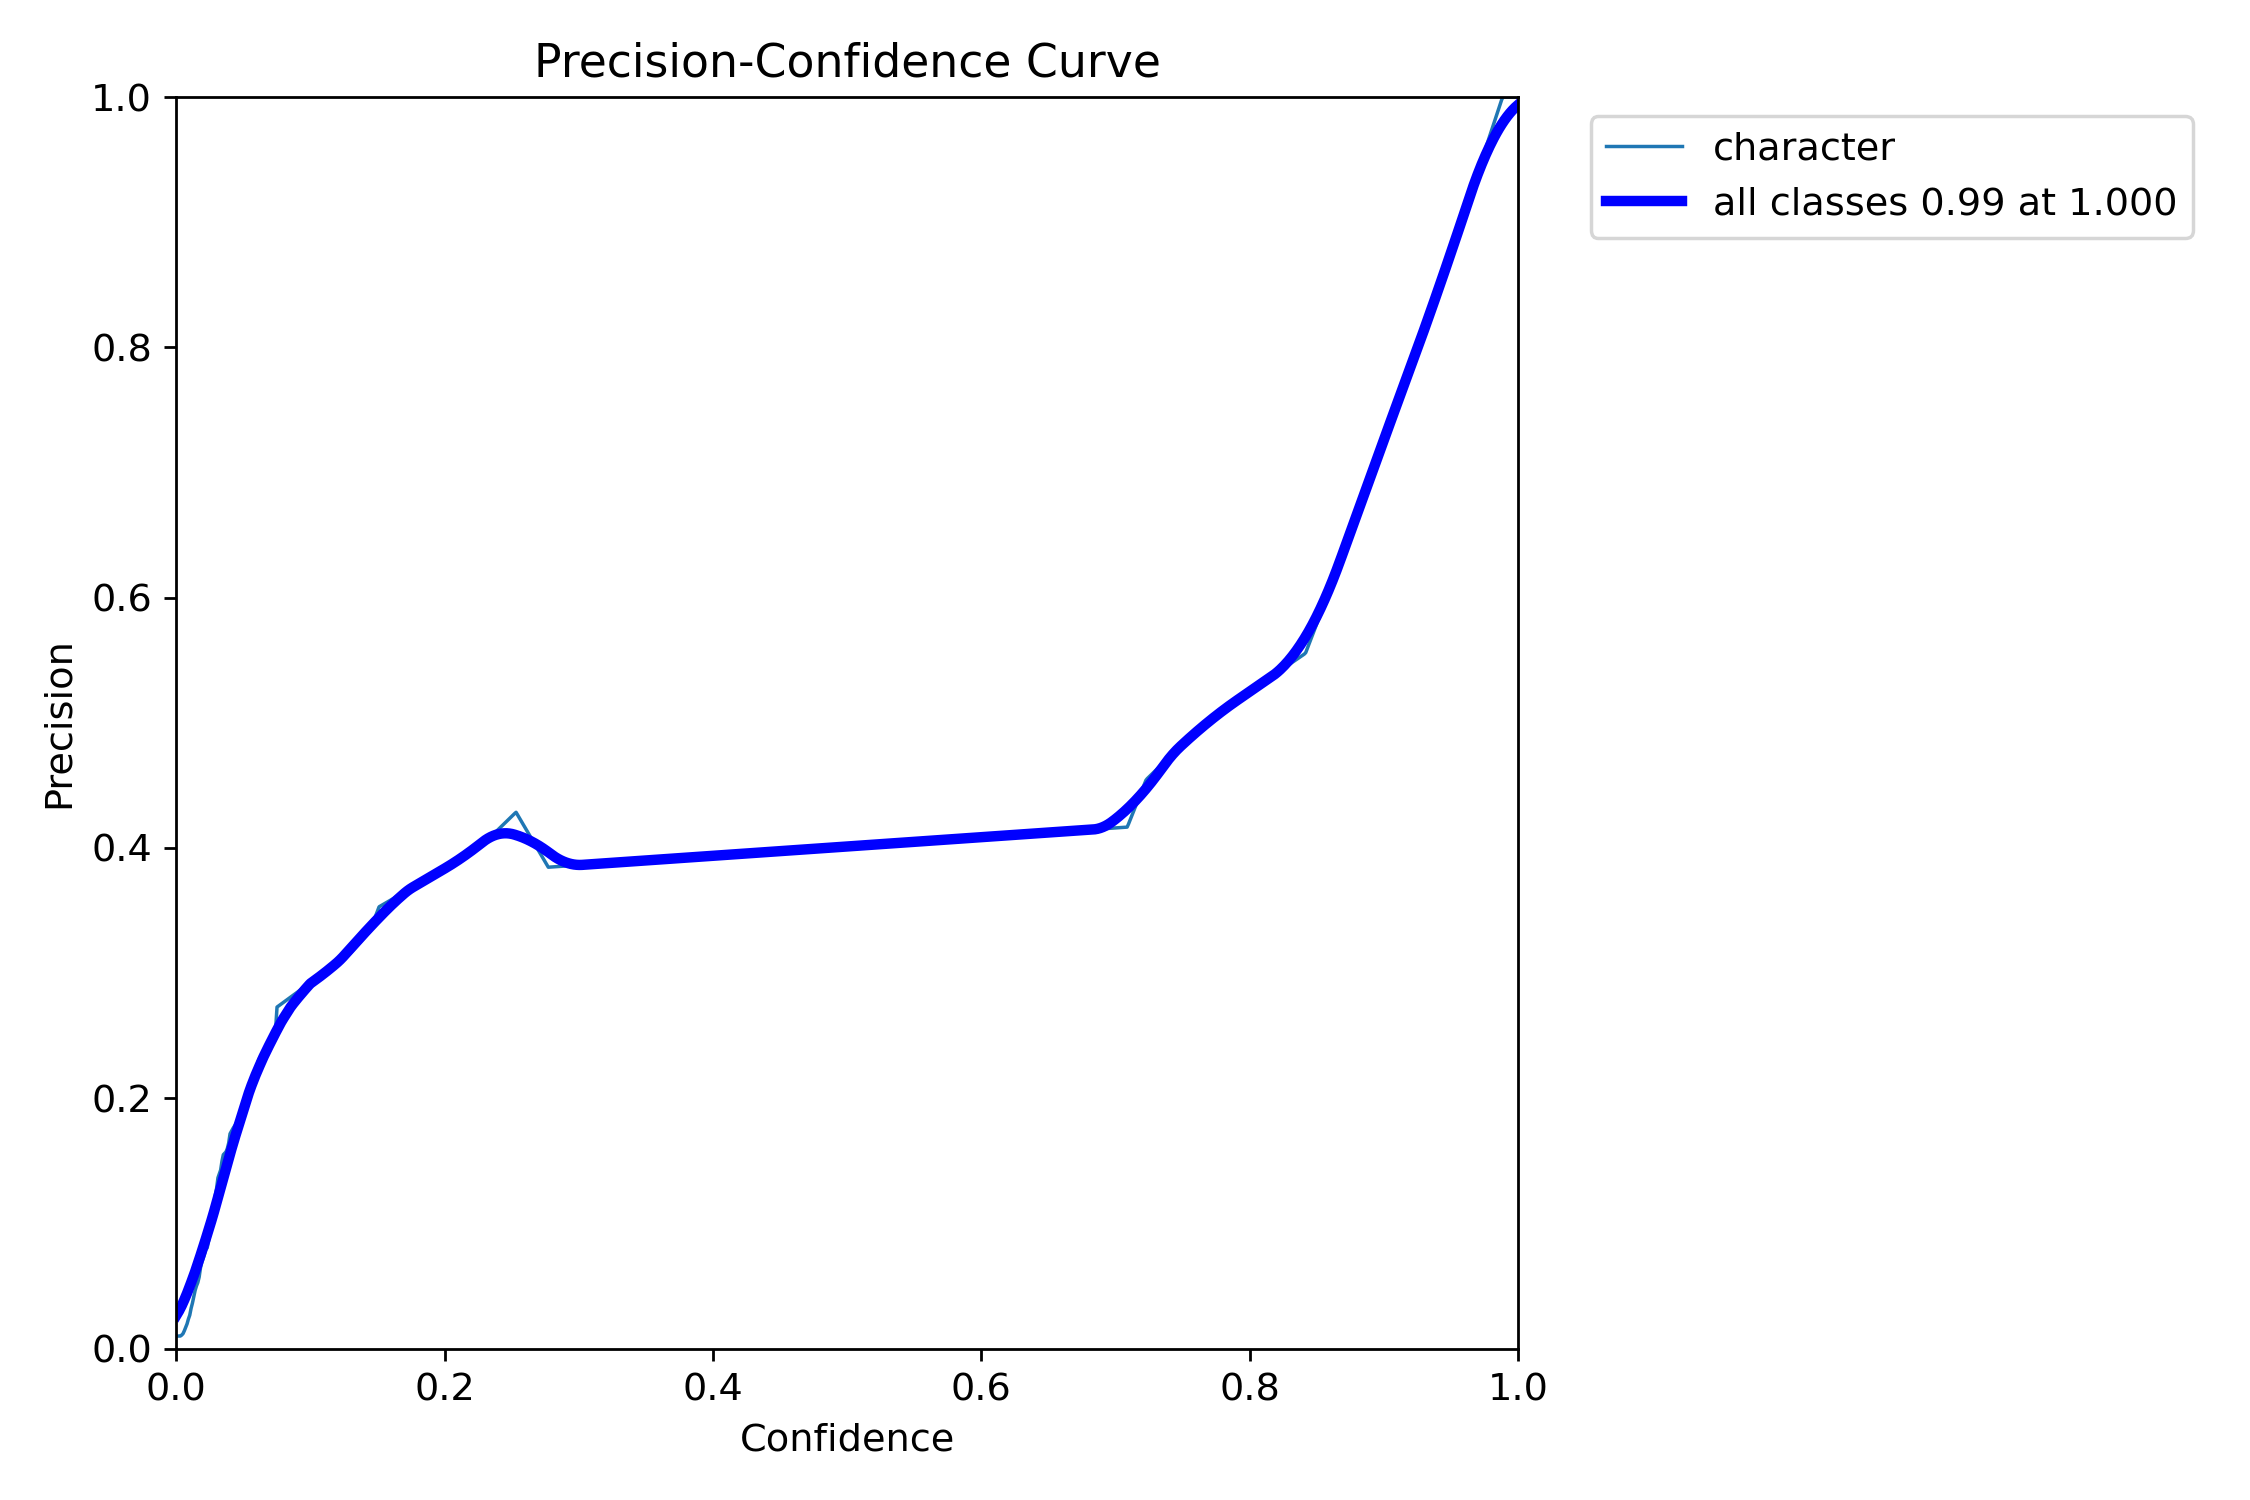 Precision-Confidence Curve
1.0
0.8
0.6
0.4
0.2
0.0
Precision
0.0 0.2 0.4 0.6 0.8 1.0
Confidence
character
all classes 0.99 at 1.000